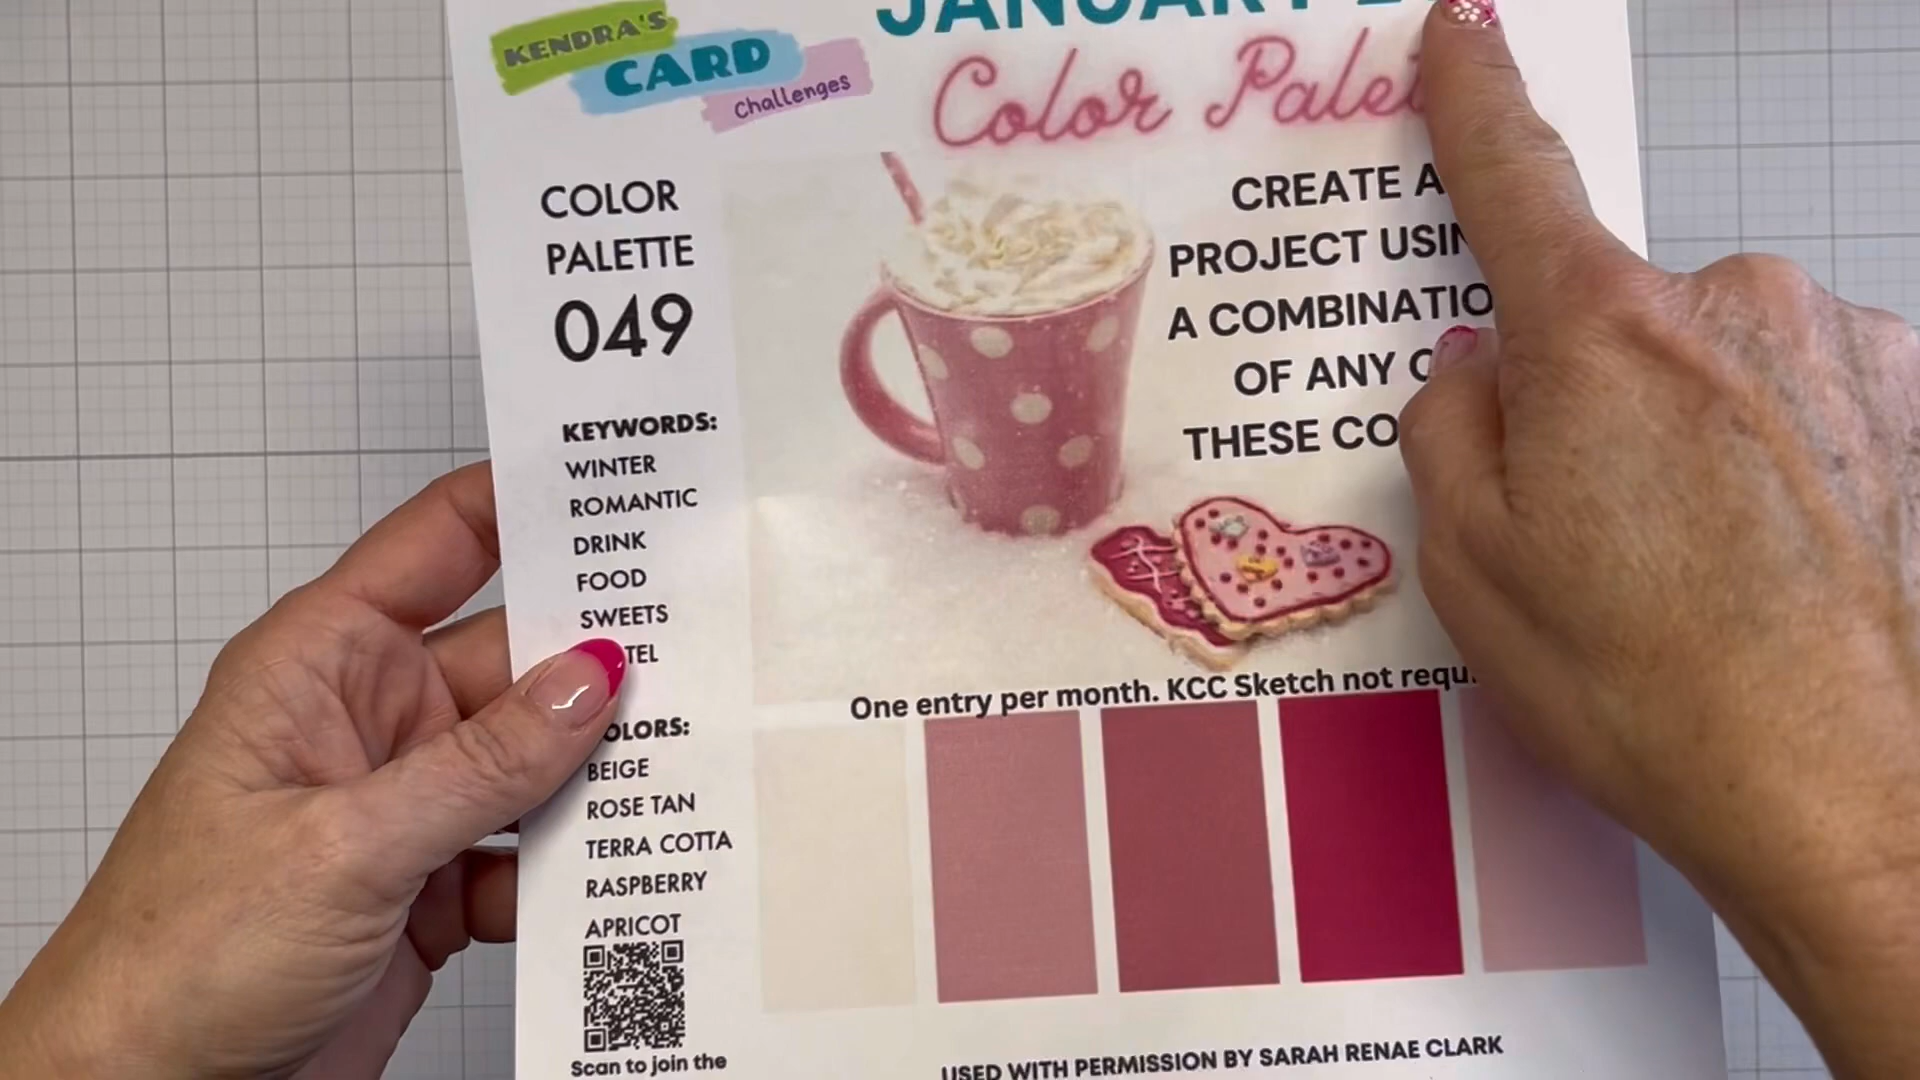 KENDRA'S
CARD
Challenges
JANUARY
Color
COLOR
PALETTE
049
CREATE A
PROJECT
A COMBINATIO
OF ANY
THESE CO
KEYWORDS:
WINTER
ROMANTIC
DRINK
FOOD
SWEETS
TEL
One entry per month. KCC Sketch not requ
OLORS:
BEIGE
ROSE TAN
TERRA COTTA
RASPBERRY
APRICOT
Scan to join the
USED WITH PERMISSION BY SARAH RENAE CLARK